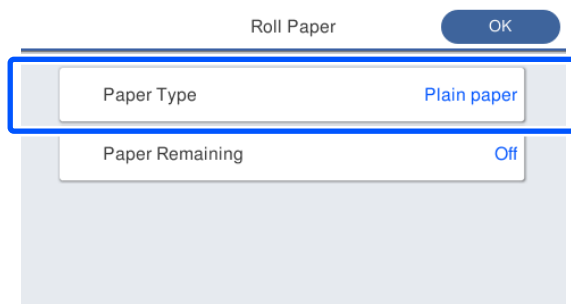 Roll Paper
OK
Paper Type Plain paper
Paper Remaining Off